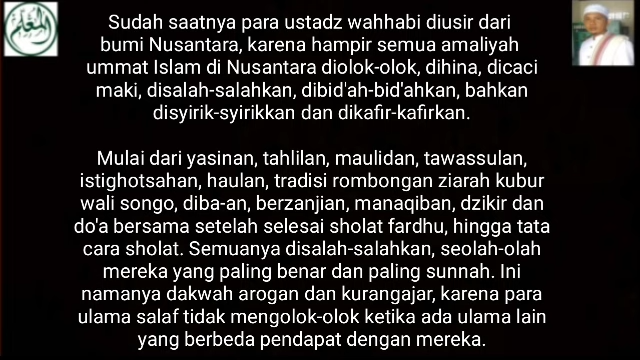 Sudah saatnya para ustadz wahhabi diusir dari
bumi Nusantara, karena hampir semua amaliyah
ummat Islam di Nusantara diolok-olok, dihina, dicaci
maki, disalah-salahkan, dibid'ah-bid'ahkan, bahkan
disyirik-syirikkan dan dikafir-kafirkan.
Mulai dari yasinan, tahlilan, maulidan, tawassulan,
istighotsahan, haulan, tradisi rombongan ziarah kubur
wali songo, diba-an, berzanjian, manaqiban, dzikir dan
do'a bersama setelah selesai sholat fardhu, hingga tata
cara sholat. Semuanya disalah-salahkan, seolah-olah
mereka yang paling benar dan paling sunnah. Ini
namanya dakwah arogan dan kurangajar, karena para
ulama salaf tidak mengolok-olok ketika ada ulama lain
yang berbeda pendapat dengan mereka.